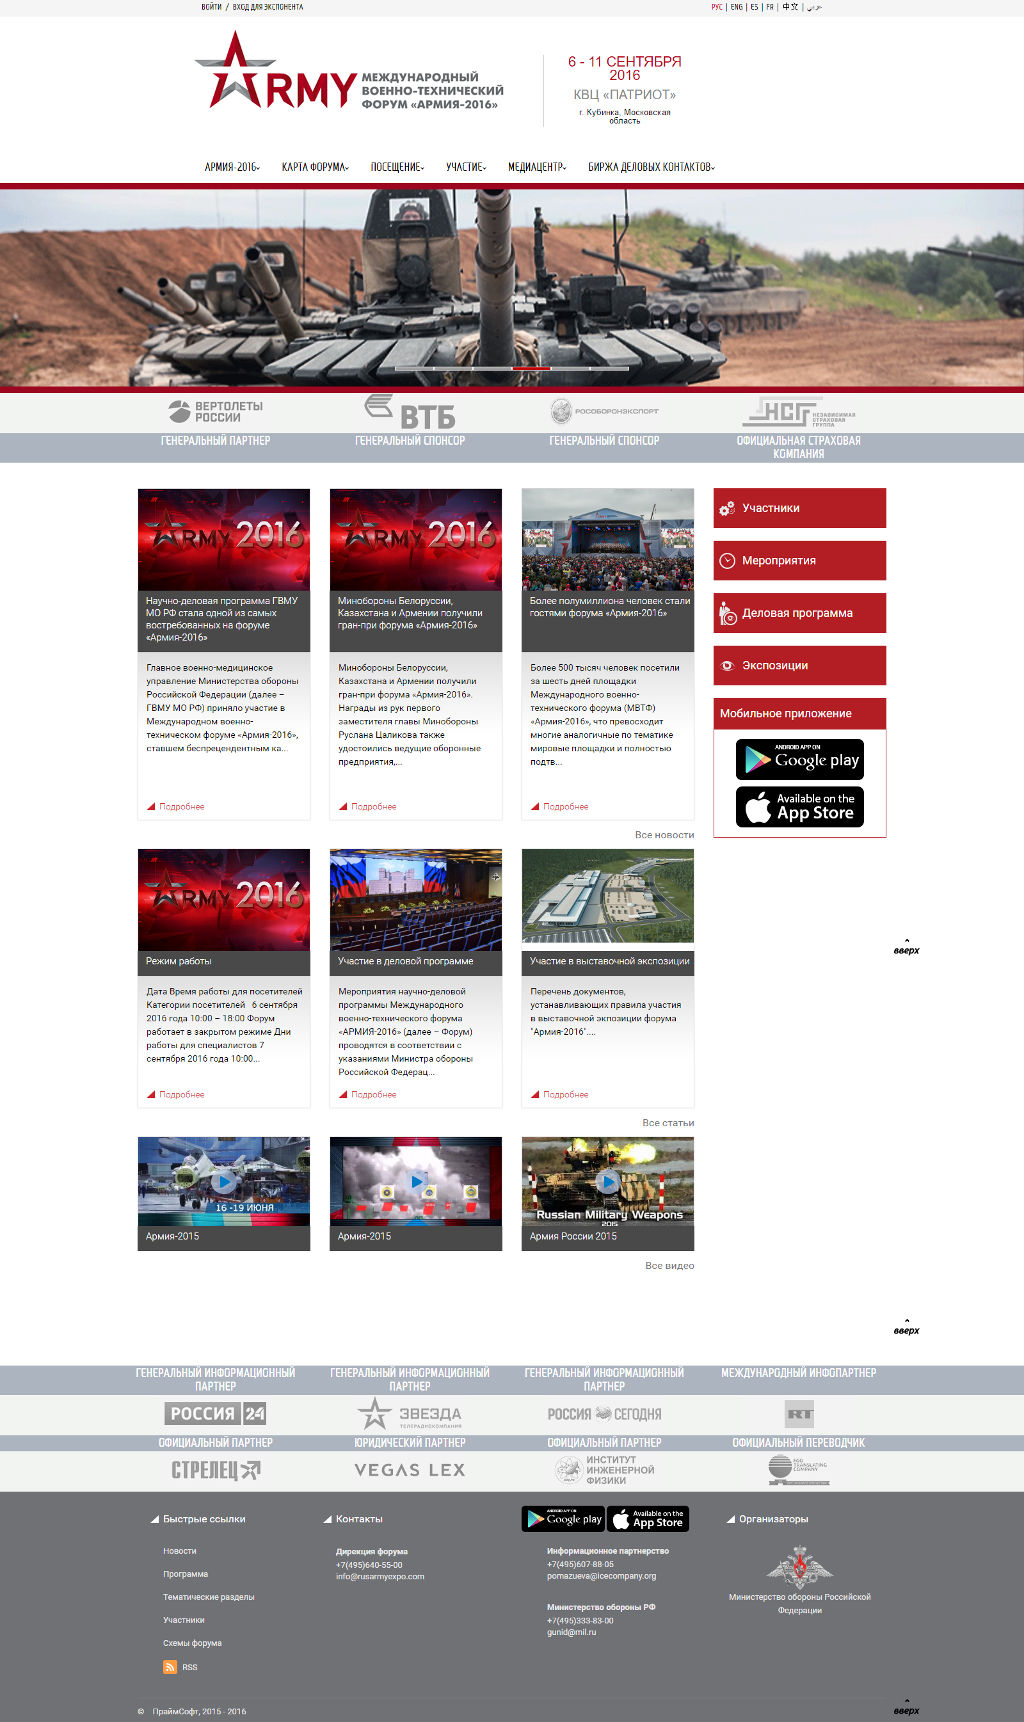 ВОЙТИ / ВХОД ДЛЯ ЭКСПОНЕНТА
РУС | ENG | ES | FR | 中文 | عربي
ARMY
МЕЖДУНАРОДНЫЙ
ВОЕННО-ТЕХНИЧЕСКИЙ
ФОРУМ «АРМИЯ-2016»
6 - 11 СЕНТЯБРЯ
2016
КВЦ «ПАТРИОТ»
г. Кубинка, Московская
область
АРМИЯ-2016 КАРТА ФОРУМА ПОСЕЩЕНИЕ УЧАСТИЕ МЕДИАЦЕНТР БИРЖА ДЕЛОВЫХ КОНТАКТОВ
ВЕРТОЛЕТЫ
РОССИИ
ВТБ
РОСОБОРОНЭКСПОРТ
НСГ НЕЗАВИСИМАЯ
СТРАХОВАЯ
ГРУППА
ГЕНЕРАЛЬНЫЙ ПАРТНЕР
ГЕНЕРАЛЬНЫЙ СПОНСОР
ГЕНЕРАЛЬНЫЙ СПОНСОР
ОФИЦИАЛЬНАЯ СТРАХОВАЯ
КОМПАНИЯ
ARMY 2016
Научно-деловая программа ГВМУ
МО РФ стала одной из самых
востребованных на форуме
«Армия-2016»
Главное военно-медицинское
управление Министерства обороны
Российской Федерации (далее –
ГВМУ МО РФ) приняло участие в
Международном военно-
техническом форуме «Армия-2016»,
ставшем беспрецендентным ка...
Подробнее
ARMY 2016
Минобороны Белоруссии,
Казахстана и Армении получили
гран-при форума «Армия-2016»
Минобороны Белоруссии,
Казахстана и Армении получили
гран-при форума «Армия-2016».
Награды из рук первого
заместителя главы Минобороны
Руслана Цаликова также
удостоились ведущие оборонные
предприятия,...
Подробнее
Более полумиллиона человек стали
гостями форума «Армия-2016»
Более 500 тысяч человек посетили
за шесть дней площадки
Международного военно-
технического форума (МВТФ)
«Армия-2016», что превосходит
многие аналогичные по тематике
мировые площадки и полностью
подтв...
Подробнее
Все новости
Участники
Мероприятия
Деловая программа
Экспозиции
Мобильное приложение
ANDROID APP ON
Google play
Available on the
App Store
ARMY 2016
Режим работы
Дата Время работы для посетителей
Категории посетителей 6 сентября
2016 года 10:00 – 18:00 Форум
работает в закрытом режиме Дни
работы для специалистов 7
сентября 2016 года 10:00...
Подробнее
Участие в деловой программе
Мероприятия научно-деловой
программы Международного
военно-технического форума
«АРМИЯ-2016» (далее – Форум)
проводятся в соответствии с
указаниями Министра обороны
Российской Федерац...
Подробнее
Участие в выставочной экспозиции
Перечень документов,
устанавливающих правила участия
в выставочной экпозиции форума
"Армия-2016"....
Подробнее
вверх
Все статьи
16 -19 ИЮНЯ
Армия-2015
Армия-2015
Russian Military Weapons
2015
Армия России 2015
Все видео
вверх
ГЕНЕРАЛЬНЫЙ ИНФОРМАЦИОННЫЙ
ПАРТНЕР
ГЕНЕРАЛЬНЫЙ ИНФОРМАЦИОННЫЙ
ПАРТНЕР
ГЕНЕРАЛЬНЫЙ ИНФОРМАЦИОННЫЙ
ПАРТНЕР
МЕЖДУНАРОДНЫЙ ИНФОПАРТНЕР
РОССИЯ 24
ЗВЕЗДА
ТЕЛЕРАДИОКОМПАНИЯ
РОССИЯ СЕГОДНЯ
RT
ОФИЦИАЛЬНЫЙ ПАРТНЕР
ЮРИДИЧЕСКИЙ ПАРТНЕР
ОФИЦИАЛЬНЫЙ ПАРТНЕР
ОФИЦИАЛЬНЫЙ ПЕРЕВОДЧИК
СТРЕЛЕЦ
VEGAS LEX
ИНСТИТУТ
ИНЖЕНЕРНОЙ
ФИЗИКИ
TRANSLATING
COMPANY
Быстрые ссылки
Новости
Программа
Тематические разделы
Участники
Схемы форума
RSS
Контакты
Дирекция форума
+7(495)640-55-00
info@rusarmyexpo.com
ANDROID APP ON
Google play
Available on the
App Store
Информационное партнерство
+7(495)607-88-05
pomazueva@icecompany.org
Министерство обороны РФ
+7(495)333-83-00
gunid@mil.ru
Организаторы
Министерство обороны Российской
Федерации
© ПраймСофт, 2015 - 2016
вверх